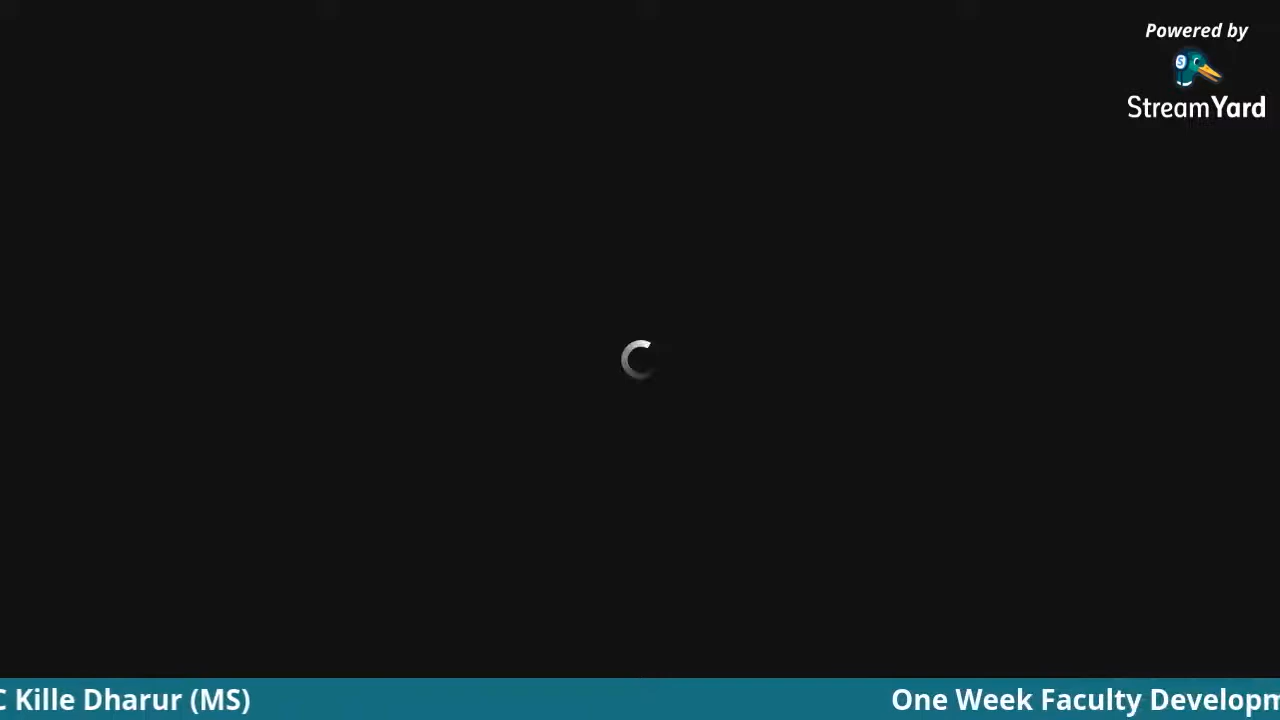 Powered by
S
StreamYard
C Kille Dharur (MS)
One Week Faculty Developm